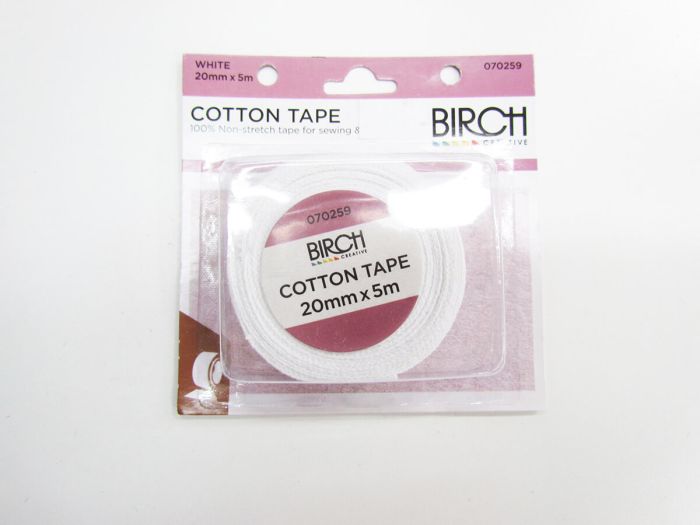 WHITE
20mm x 5m
070259
COTTON TAPE
100% Non-stretch tape for sewing &
BIRCH
CREATIVE
070259
BIRCH
CREATIVE
COTTON TAPE
20mm x 5m